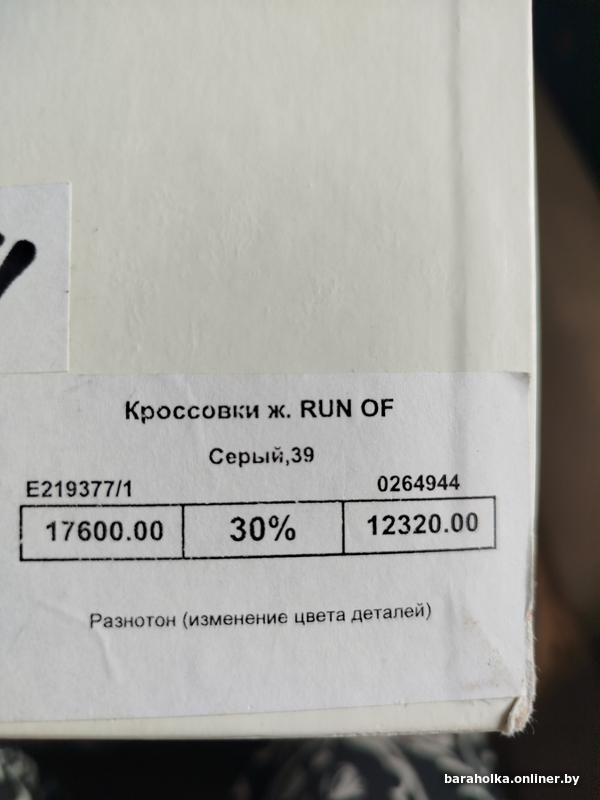 Кроссовки ж. RUN OF
Серый,39
E219377/1 0264944
17600.00 30% 12320.00
Разнотон (изменение цвета деталей)
baraholka.onliner.by